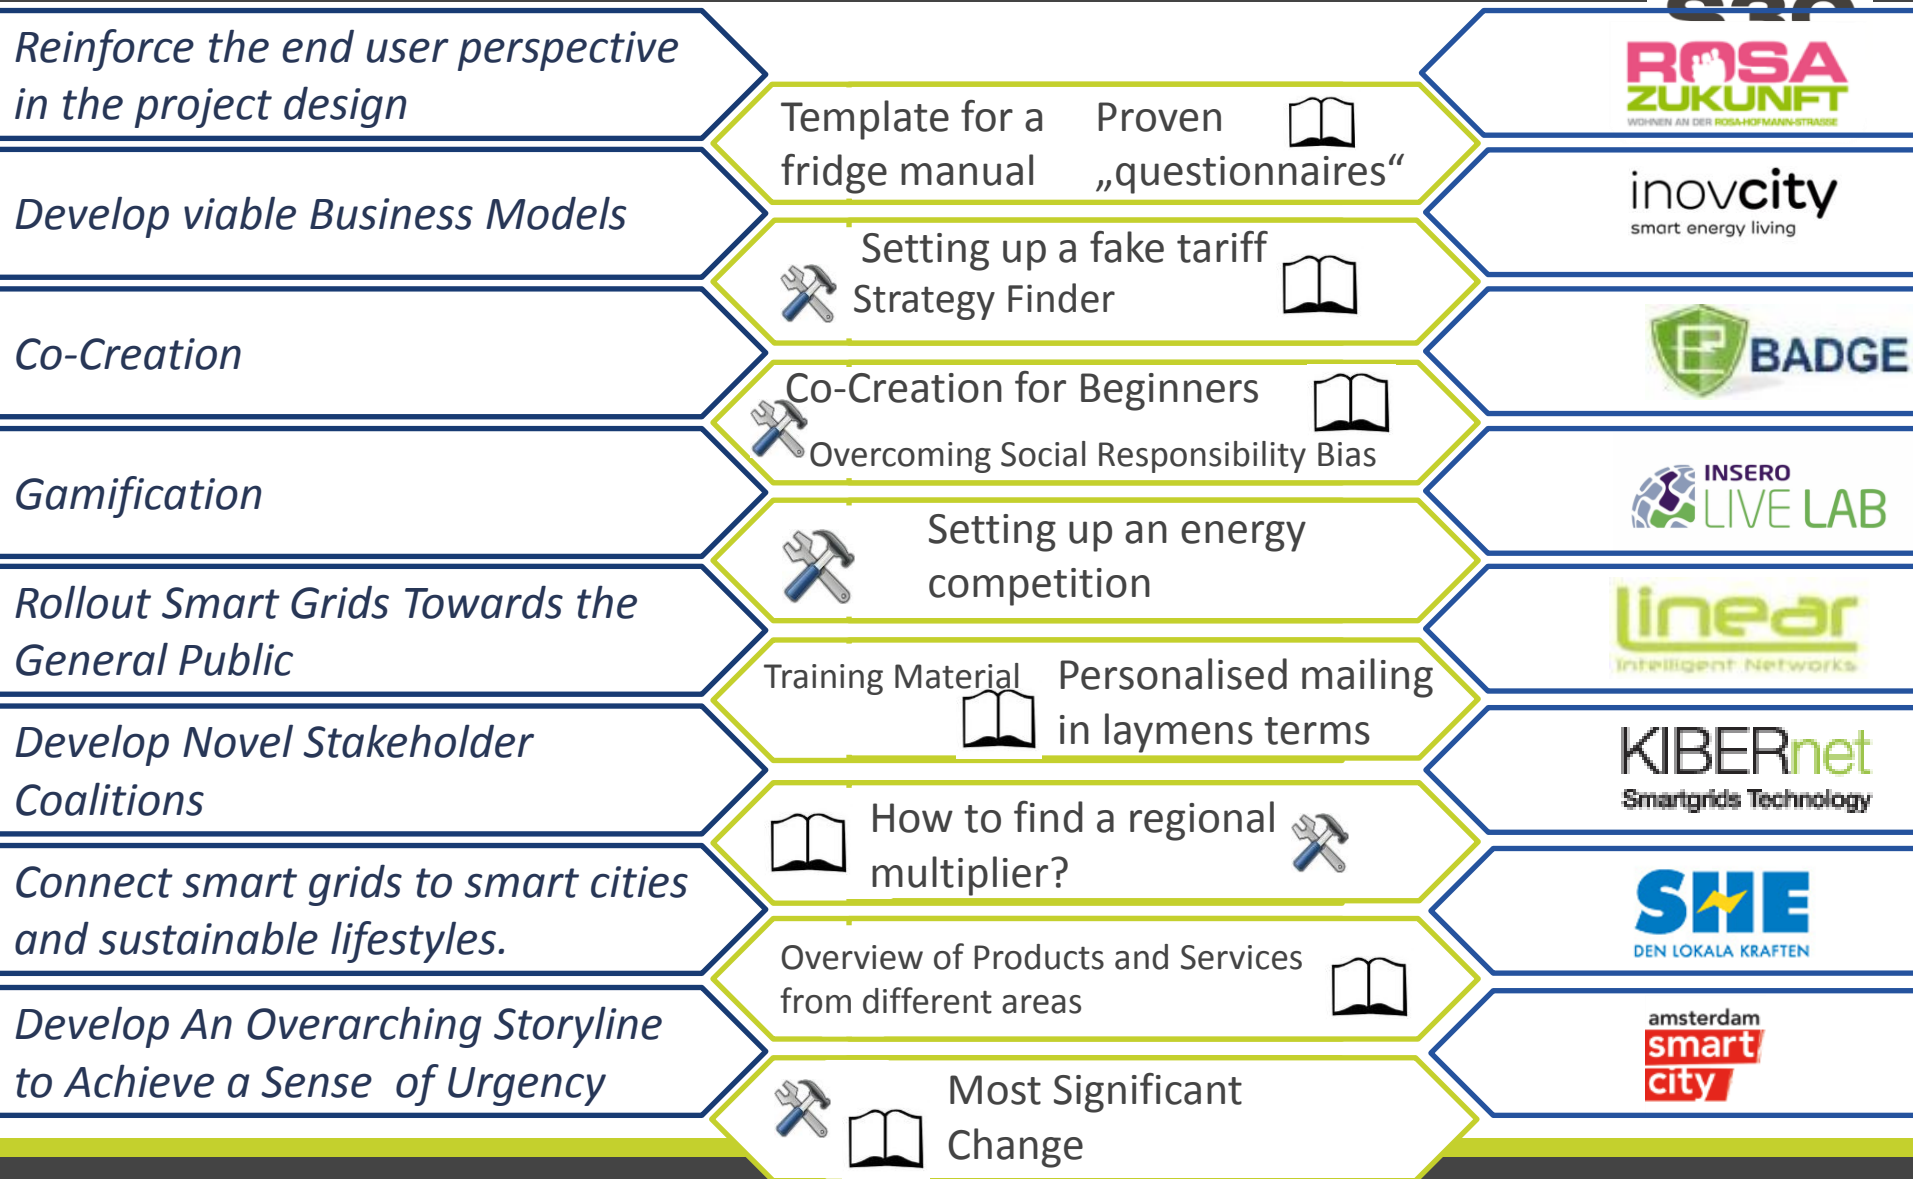 Reinforce the end user perspective
in the project design
Develop viable Business Models
Co-Creation
Gamification
Rollout Smart Grids Towards the
General Public
Develop Novel Stakeholder
Coalitions
Connect smart grids to smart cities
and sustainable lifestyles.
Develop An Overarching Storyline
to Achieve a Sense of Urgency
Template for a
fridge manual
Proven
„questionnaires“
Setting up a fake tariff
Strategy Finder
Co-Creation for Beginners
Overcoming Social Responsibility Bias
Setting up an energy
competition
Training Material
Personalised mailing
in laymens terms
How to find a regional
multiplier?
Overview of Products and Services
from different areas
Most Significant
Change
ROSA
ZUKUNFT
WOHNEN AN DER ROSA-HOFMANN-STRASSE
inovcity
smart energy living
E BADGE
INSERO
LIVE LAB
linear
Intelligent Networks
KIBERnet
Smartgrids Technology
SHE
DEN LOKALA KRAFTEN
amsterdam
smart
city